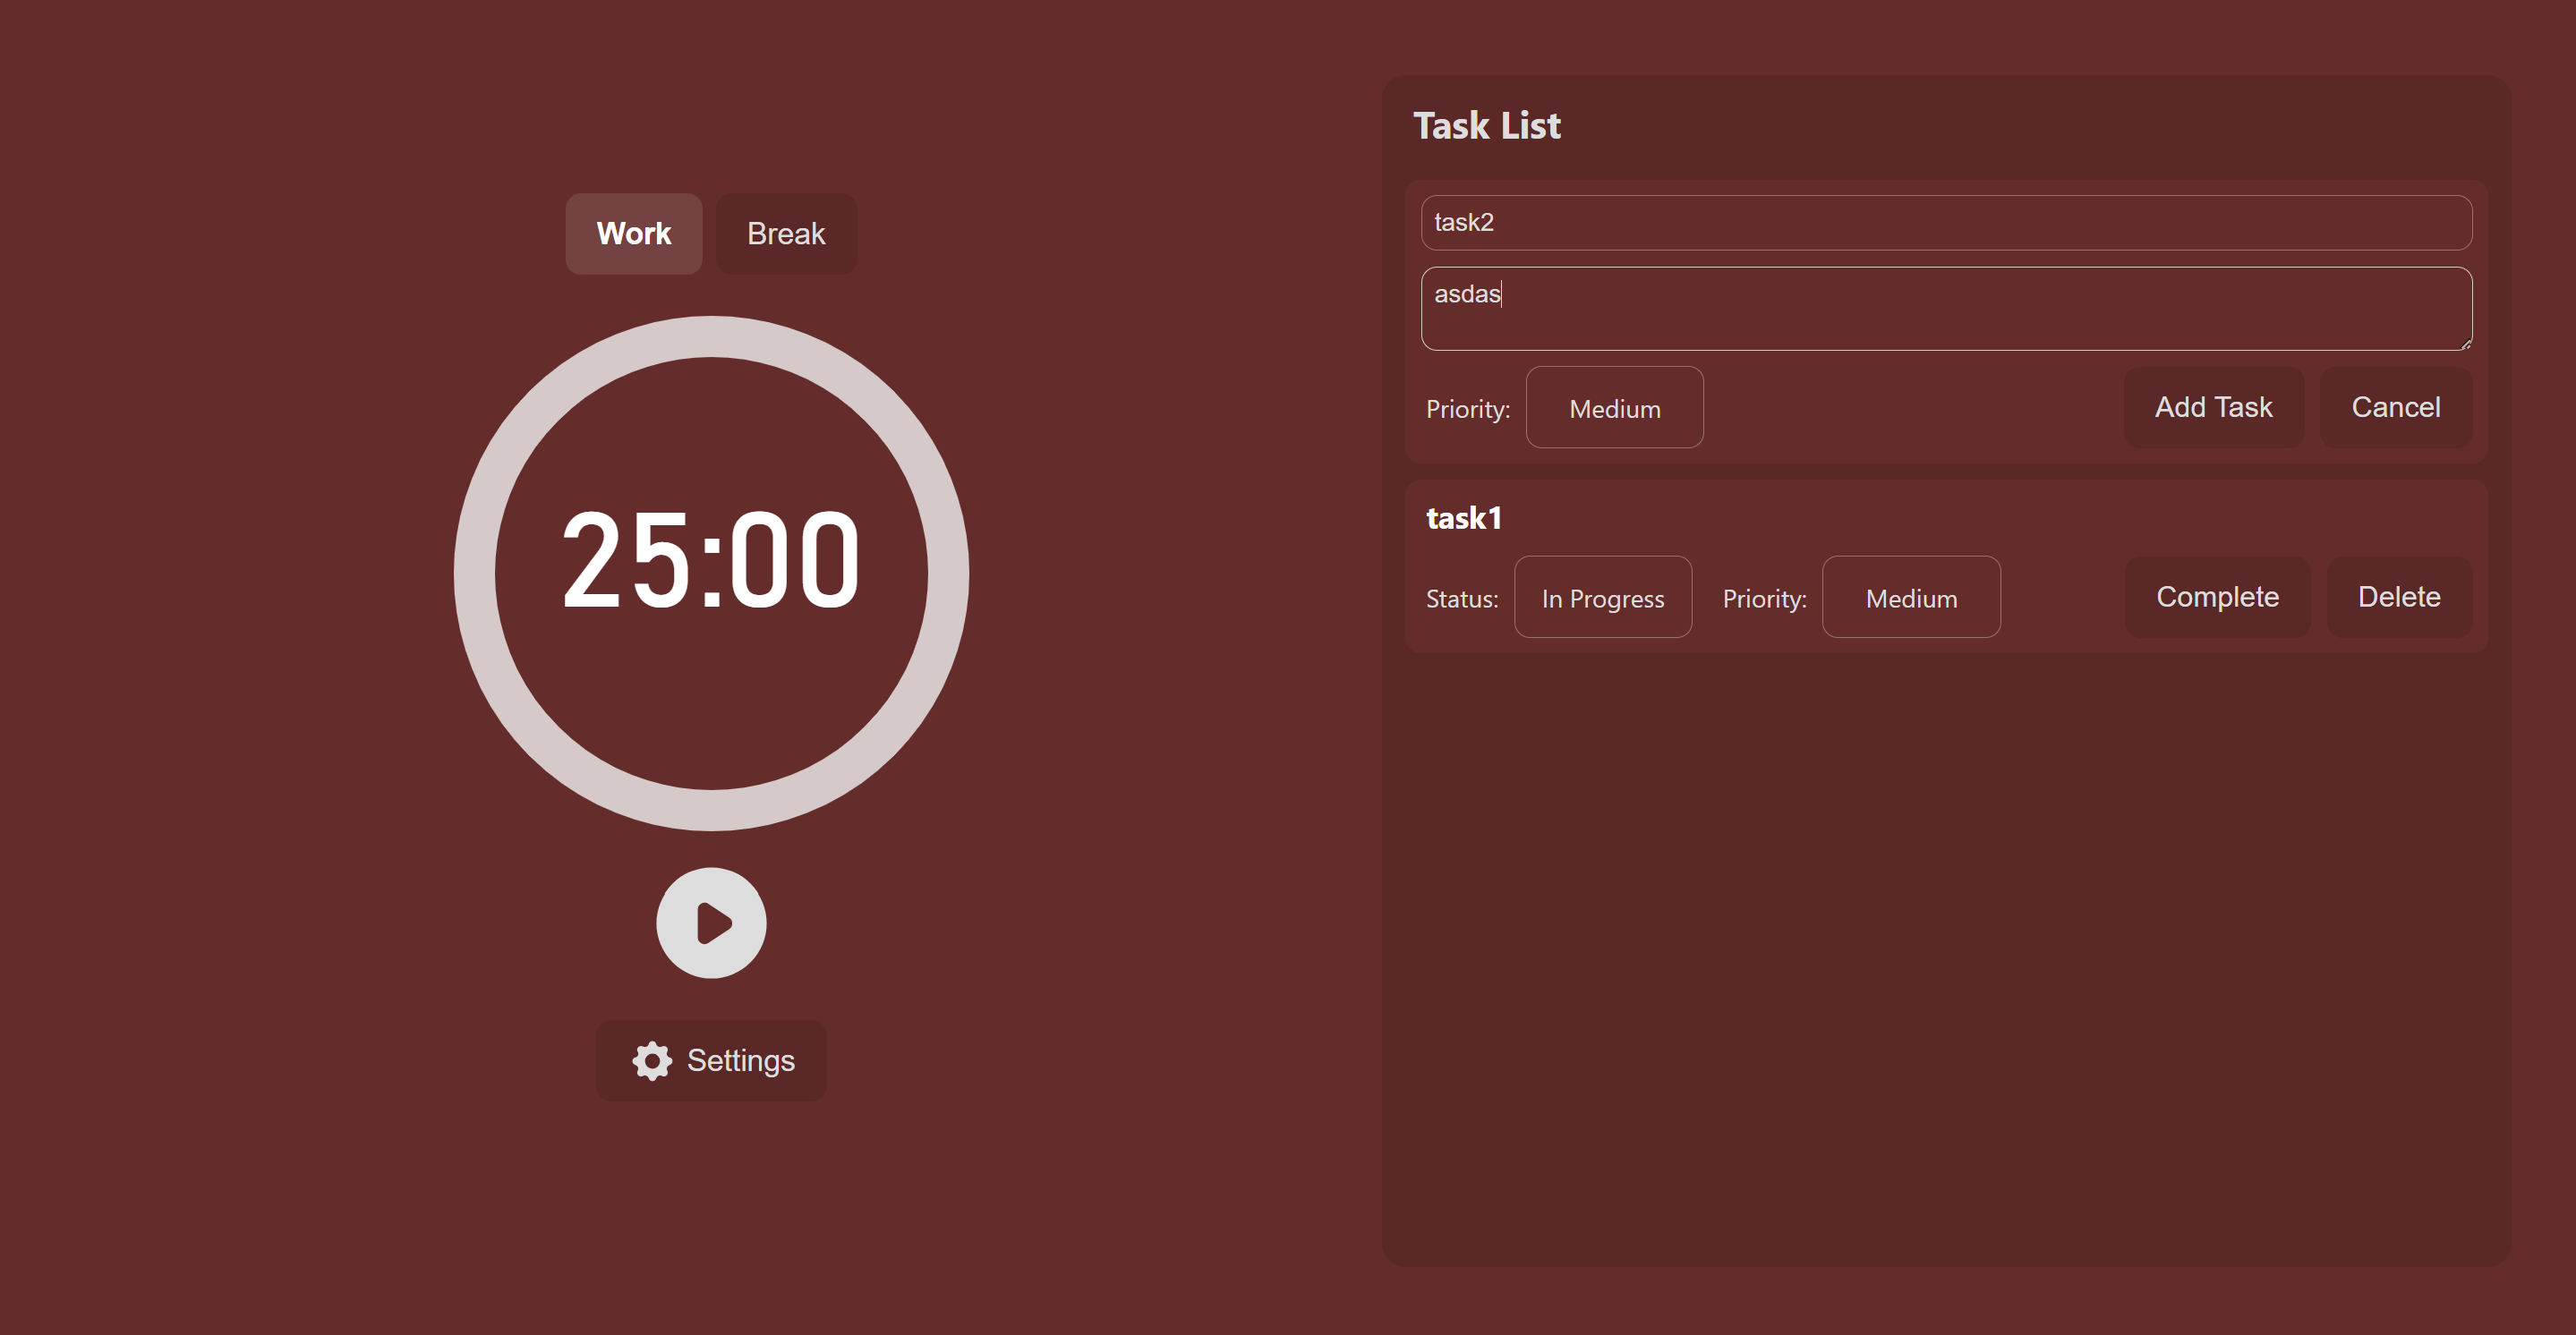 Work Break
25:00
Settings
Task List
task2
asdas
Priority: Medium Add Task Cancel
task1
Status: In Progress Priority: Medium Complete Delete